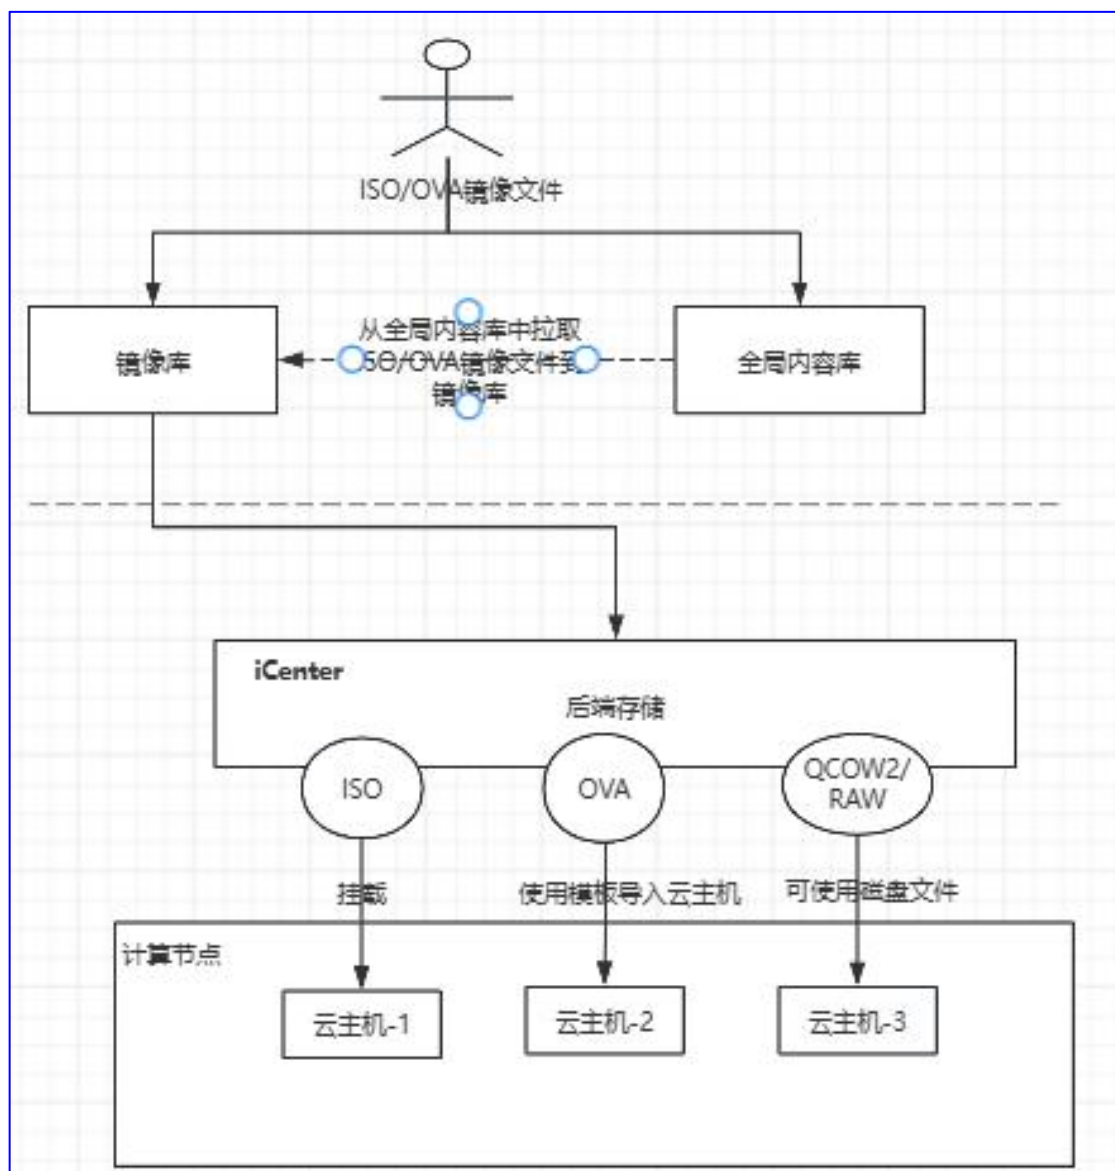 ISO/OVA镜像文件
镜像库
从全局内容库中拉取
ISO/OVA镜像文件到
镜像库
全局内容库
iCenter
后端存储
ISO
OVA
QCOW2/
RAW
挂载
使用模板导入云主机
可使用磁盘文件
计算节点
云主机-1
云主机-2
云主机-3